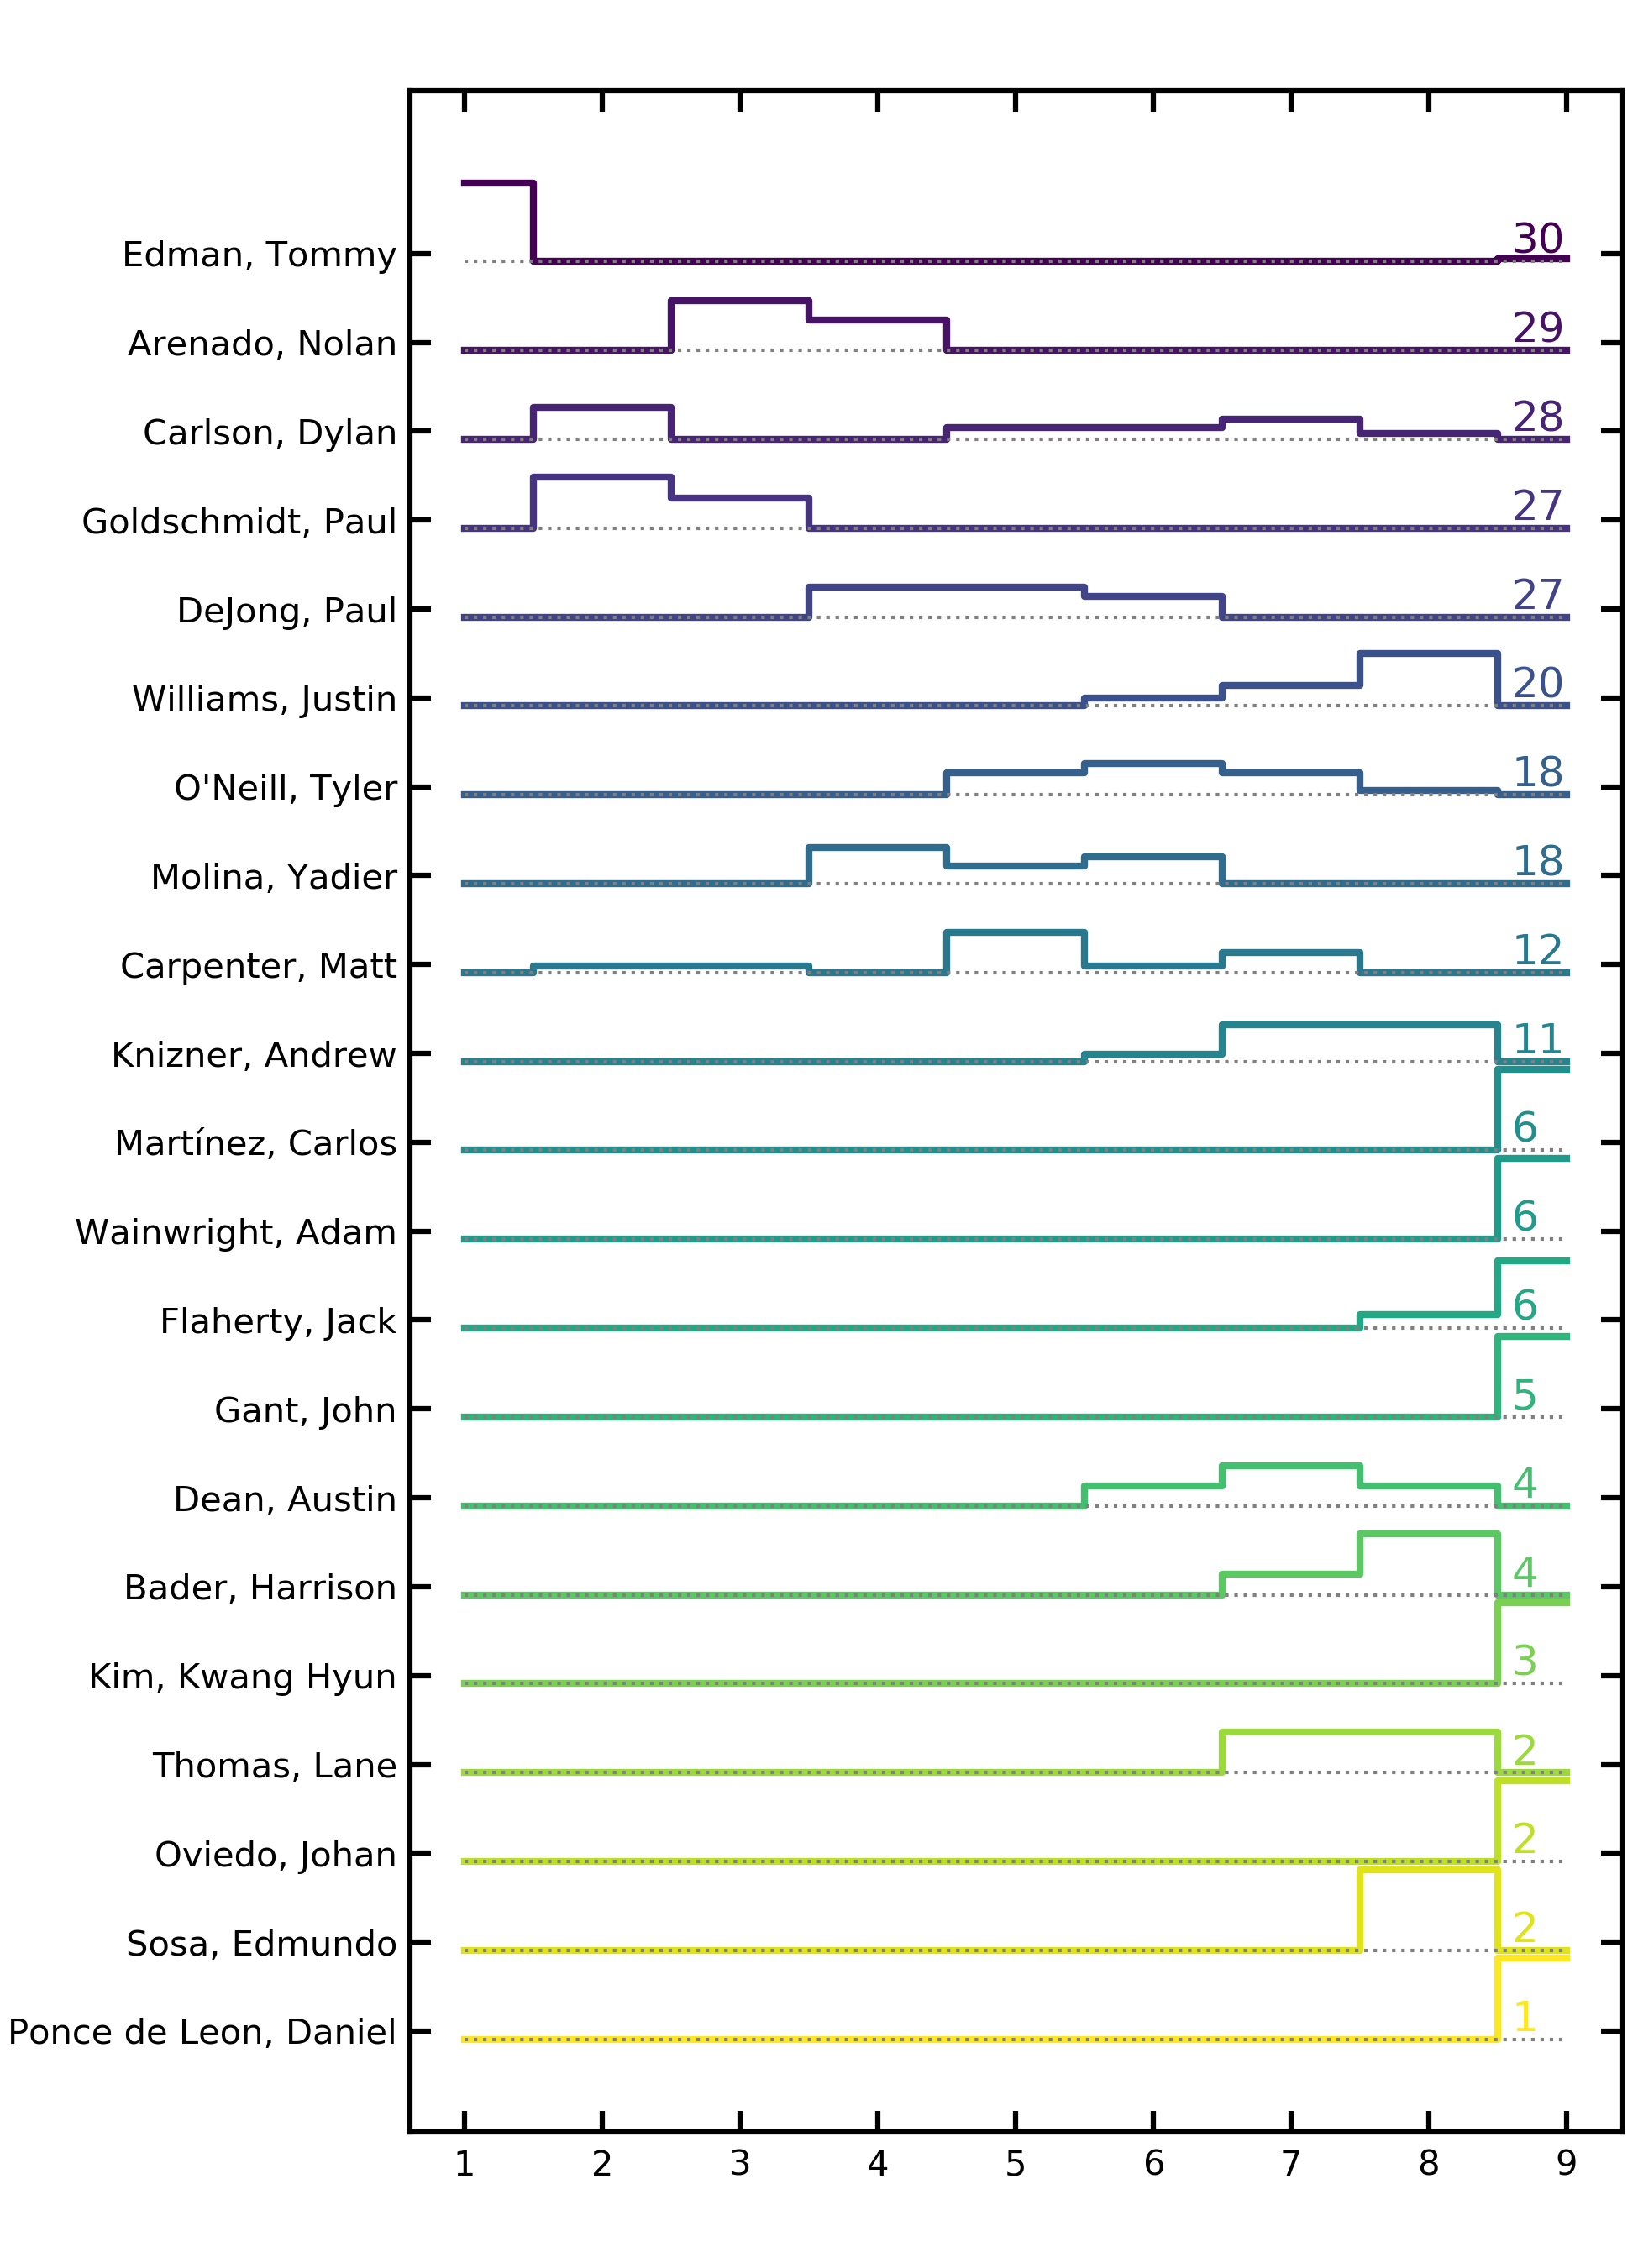 Edman, Tommy 30
Arenado, Nolan 29
Carlson, Dylan 28
Goldschmidt, Paul 27
DeJong, Paul 27
Williams, Justin 20
O'Neill, Tyler 18
Molina, Yadier 18
Carpenter, Matt 12
Knizner, Andrew 11
Martínez, Carlos 6
Wainwright, Adam 6
Flaherty, Jack 6
Gant, John 5
Dean, Austin 4
Bader, Harrison 4
Kim, Kwang Hyun 3
Thomas, Lane 2
Oviedo, Johan 2
Sosa, Edmundo 2
Ponce de Leon, Daniel 1
1 2 3 4 5 6 7 8 9